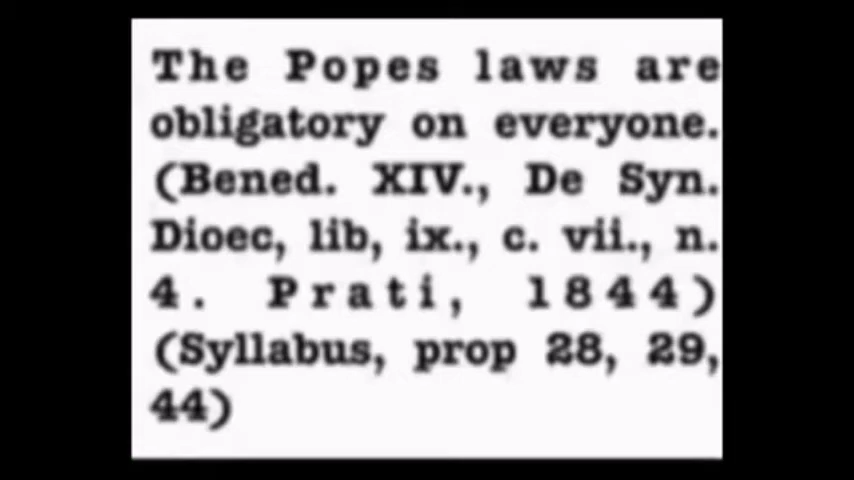 The Popes laws are
obligatory on everyone.
(Bened. XIV., De Syn.
Dioec, lib, ix., c. vii., n.
4. Prati, 1844)
(Syllabus, prop 28, 29,
44)